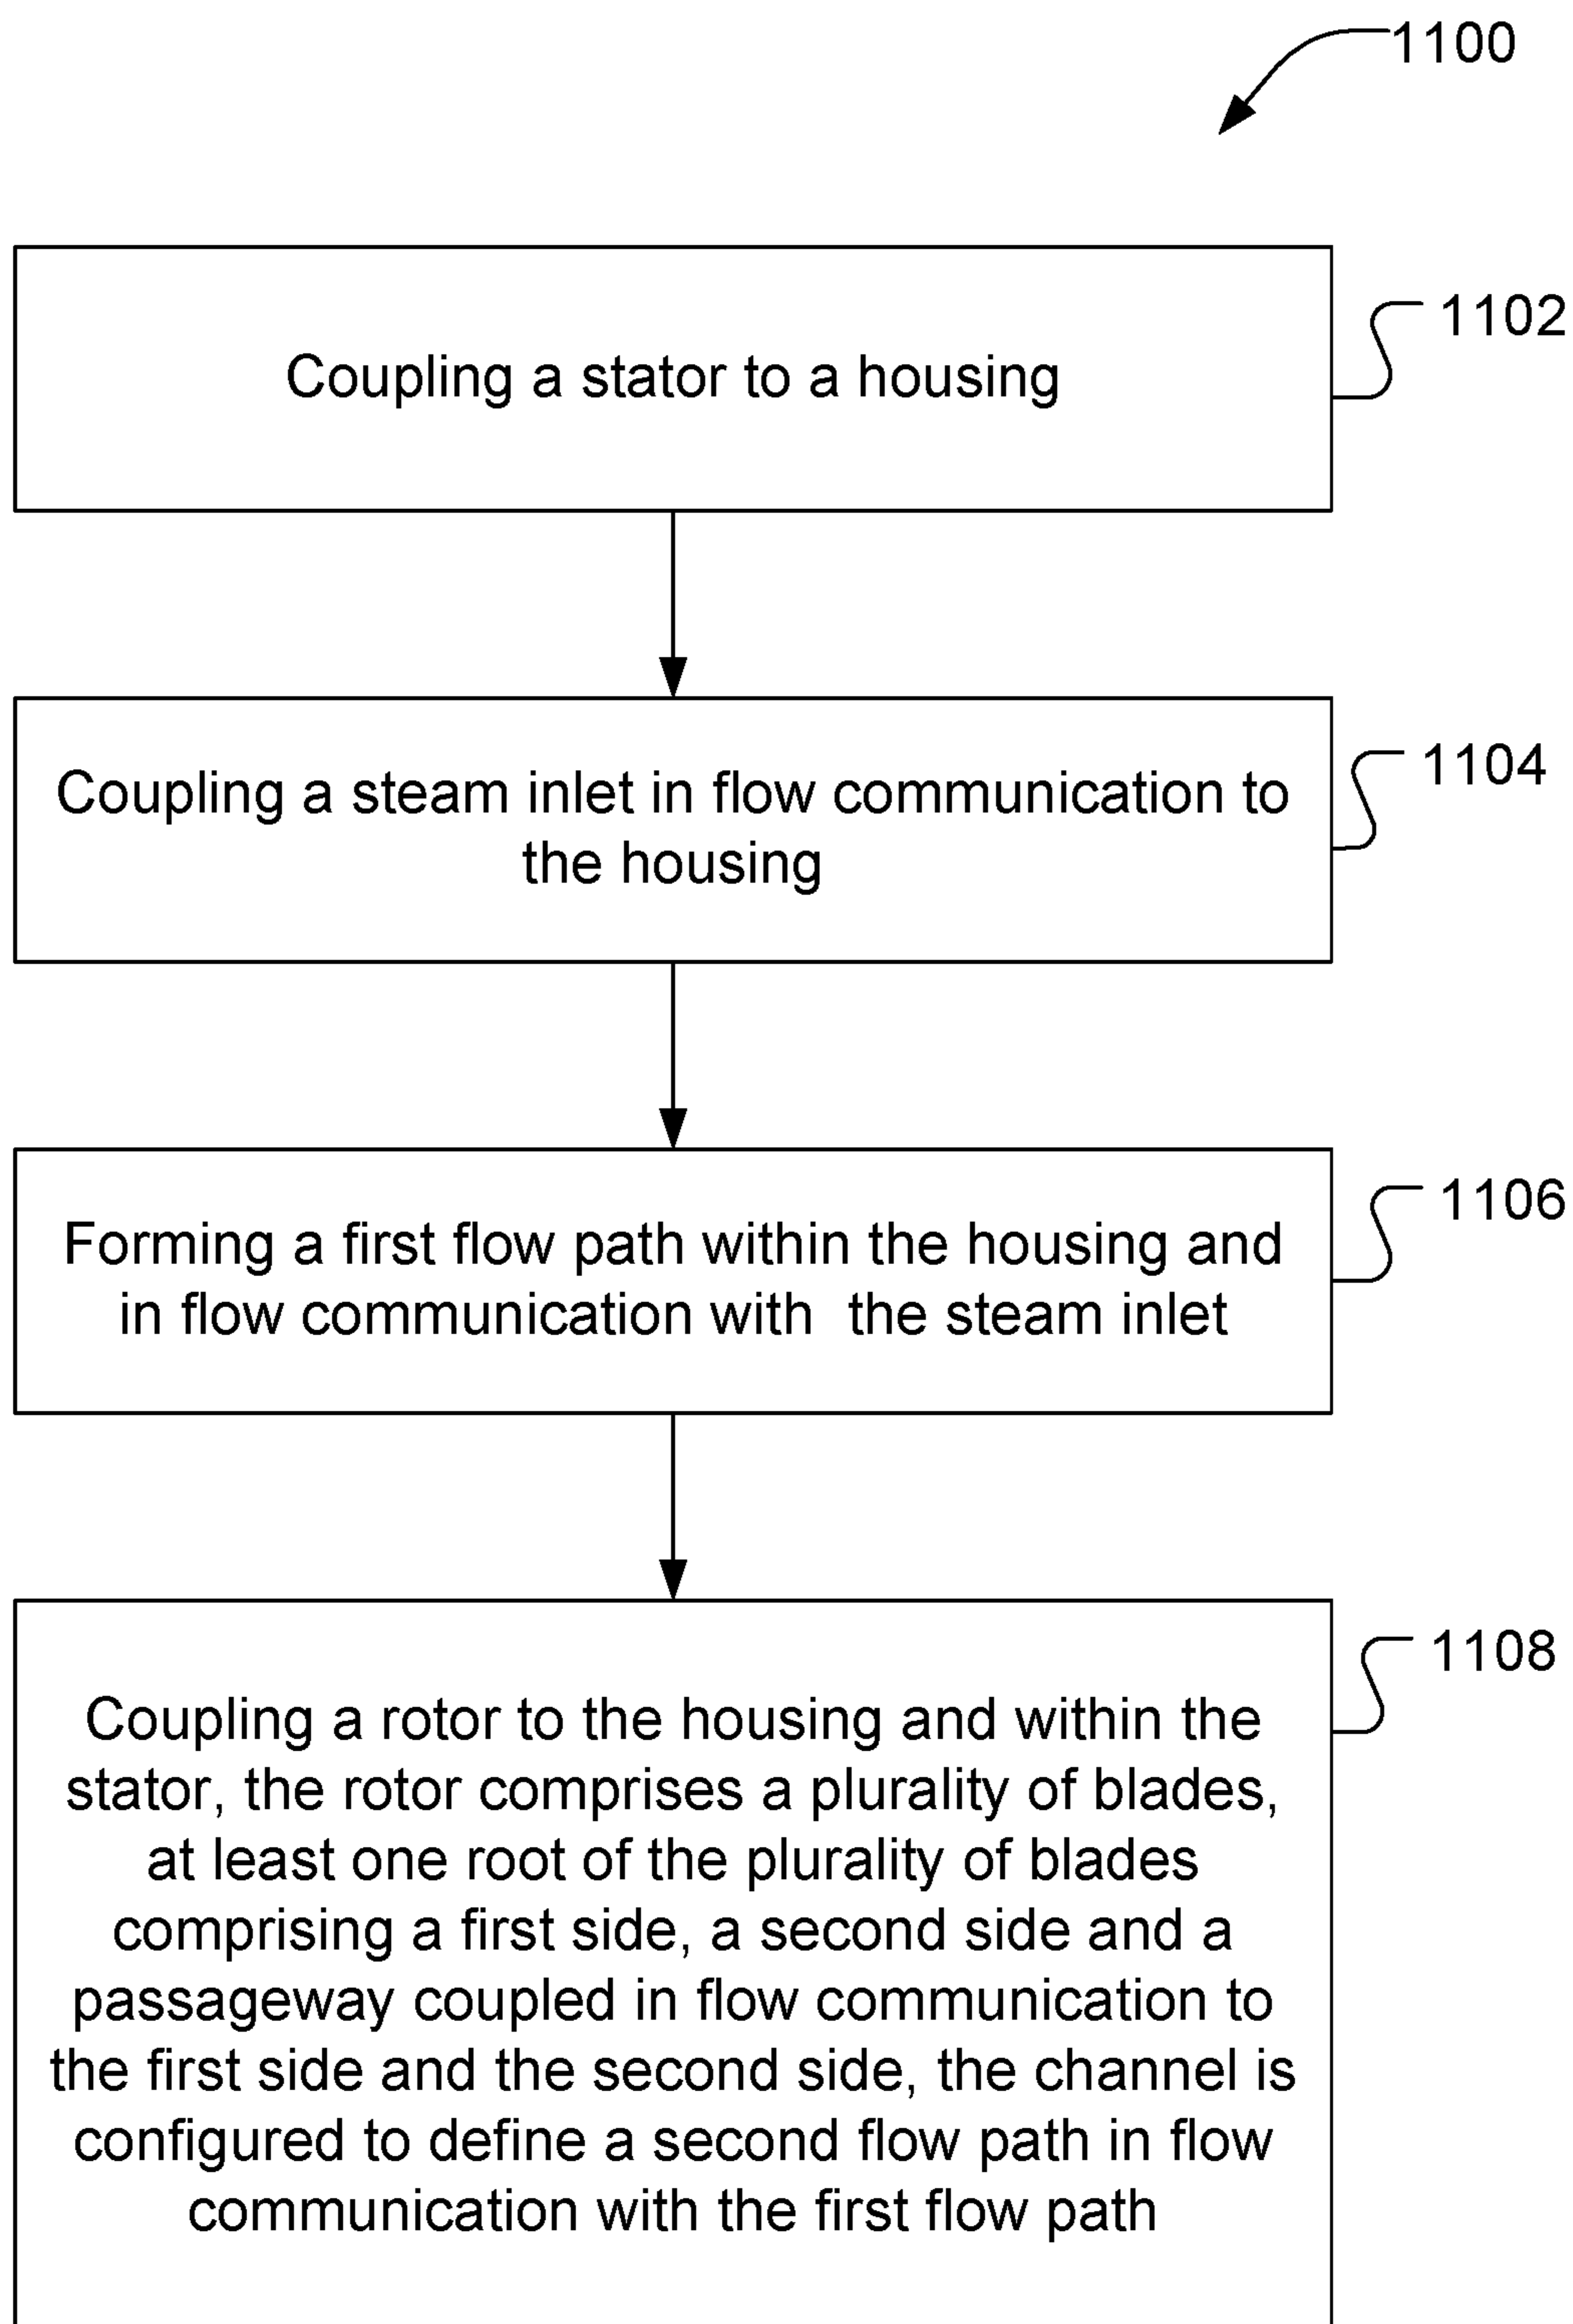 1100
Coupling a stator to a housing
1102
Coupling a steam inlet in flow communication to
the housing
1104
Forming a first flow path within the housing and
in flow communication with  the steam inlet
1106
Coupling a rotor to the housing and within the
stator, the rotor comprises a plurality of blades,
at least one root of the plurality of blades
comprising a first side, a second side and a
passageway coupled in flow communication to
the first side and the second side, the channel is
configured to define a second flow path in flow
communication with the first flow path
1108